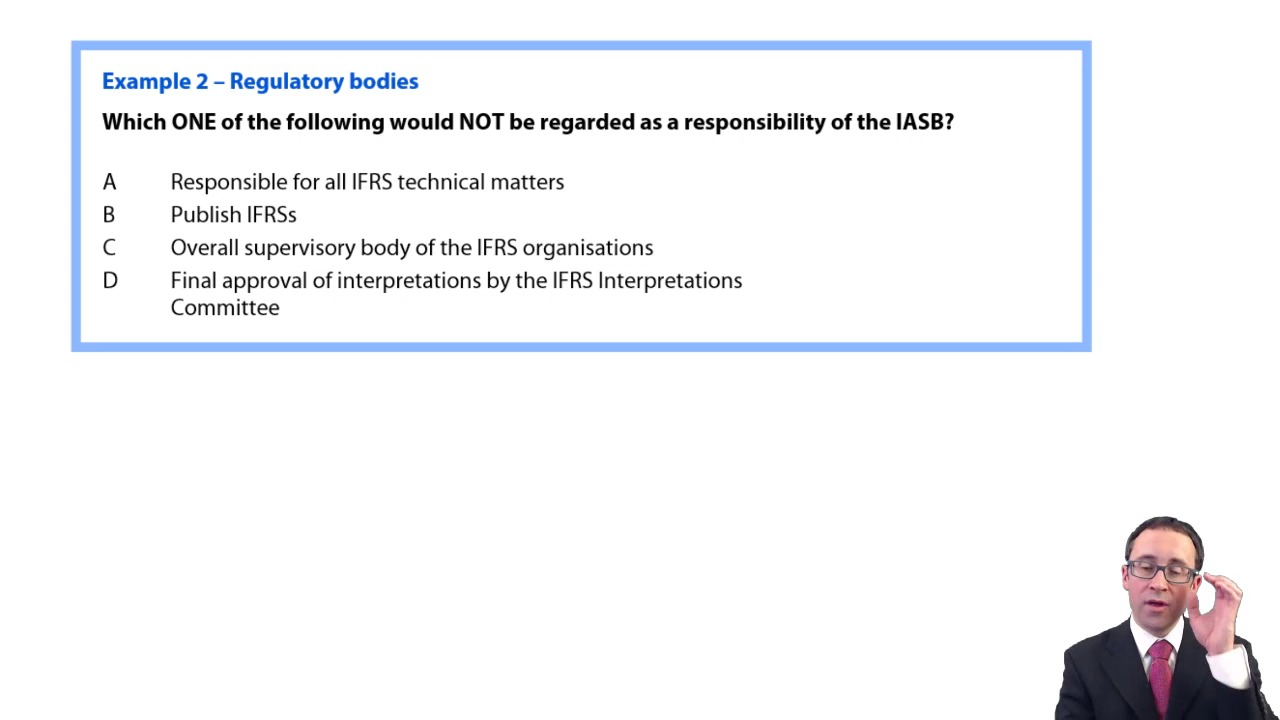 Example 2 – Regulatory bodies
Which ONE of the following would NOT be regarded as a responsibility of the IASB?
A Responsible for all IFRS technical matters
B Publish IFRSs
C Overall supervisory body of the IFRS organisations
D Final approval of interpretations by the IFRS Interpretations
Committee